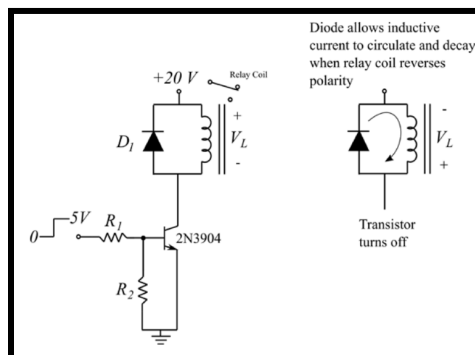 Diode allows inductive
current to circulate and decay
when relay coil reverses
polarity
+20 V
Relay Coil
D1
+
VL
-
-
VL
+
0
5V
R1
2N3904
R2
Transistor
turns off